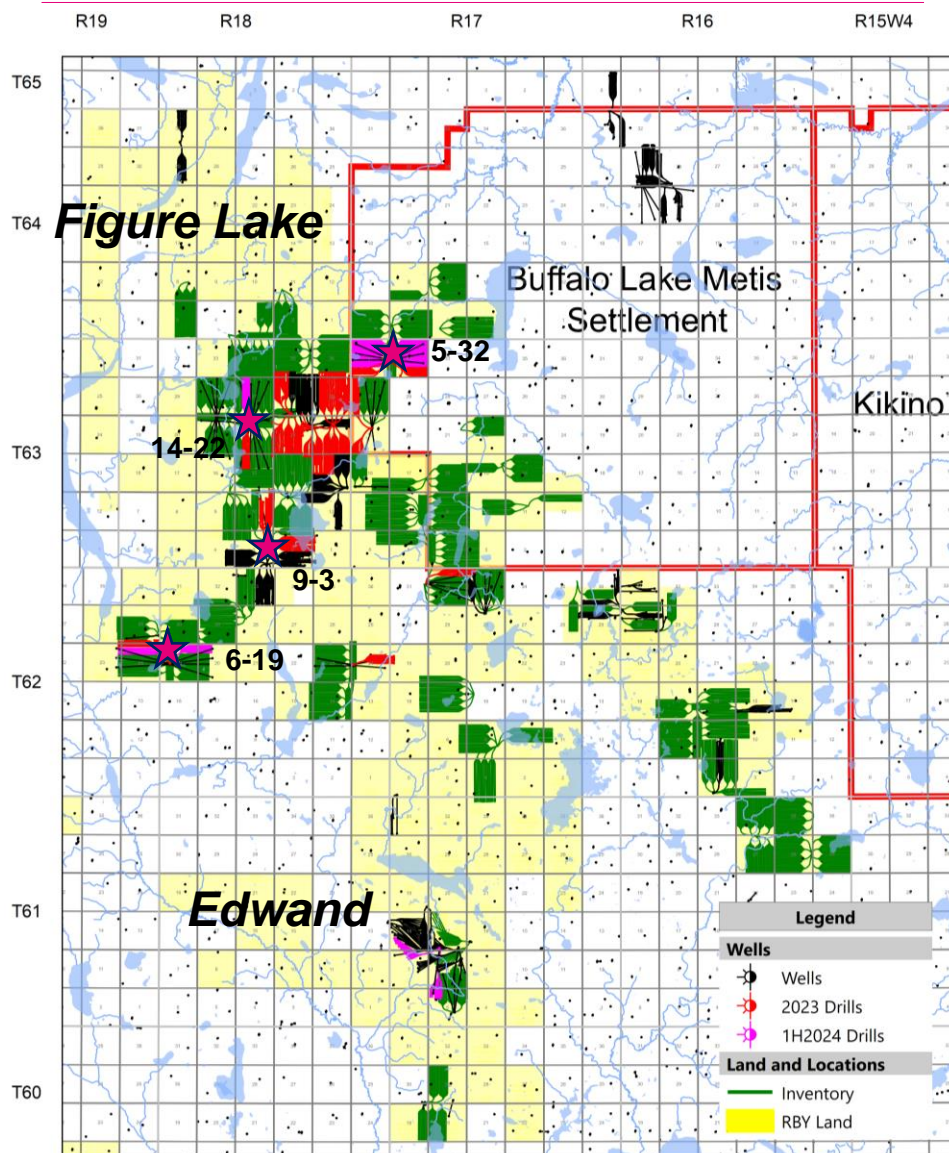 R19 R18 R17 R16 R15W4
T65
Figure Lake
T64
Buffalo Lake Metis
Settlement
5-32
Kikino
14-22
T63
9-3
6-19
T62
Edwand
T61
Legend
Wells
Wells
2023 Drills
1H2024 Drills
Land and Locations
Inventory
RBY Land
T60